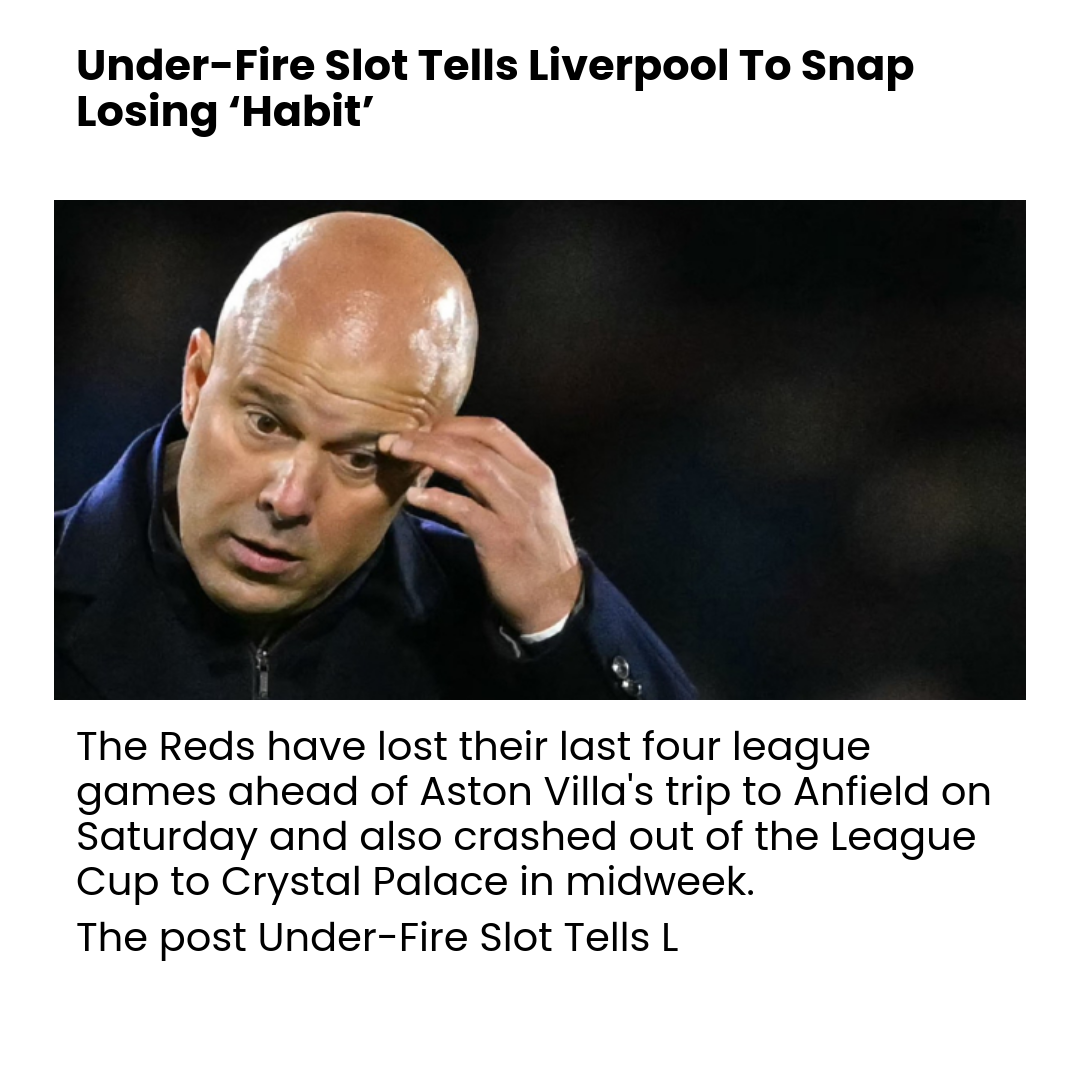 Under-Fire Slot Tells Liverpool To Snap
Losing ‘Habit’
The Reds have lost their last four league
games ahead of Aston Villa's trip to Anfield on
Saturday and also crashed out of the League
Cup to Crystal Palace in midweek.
The post Under-Fire Slot Tells L